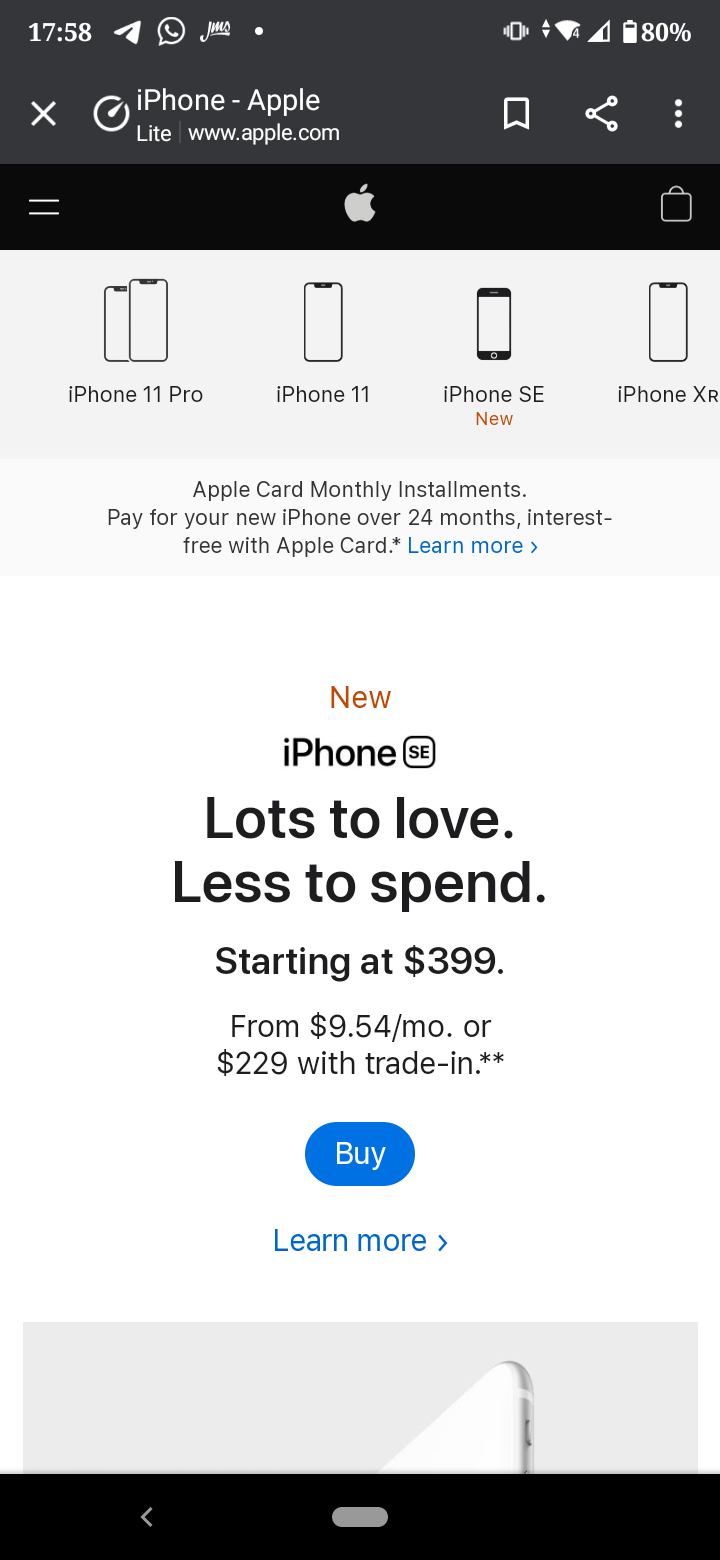 17:58 80%
iPhone - Apple
Lite www.apple.com
iPhone 11 Pro iPhone 11 iPhone SE iPhone XR
New
Apple Card Monthly Installments.
Pay for your new iPhone over 24 months, interest-
free with Apple Card.* Learn more ›
New
iPhone SE
Lots to love.
Less to spend.
Starting at $399.
From $9.54/mo. or
$229 with trade-in.**
Buy
Learn more ›